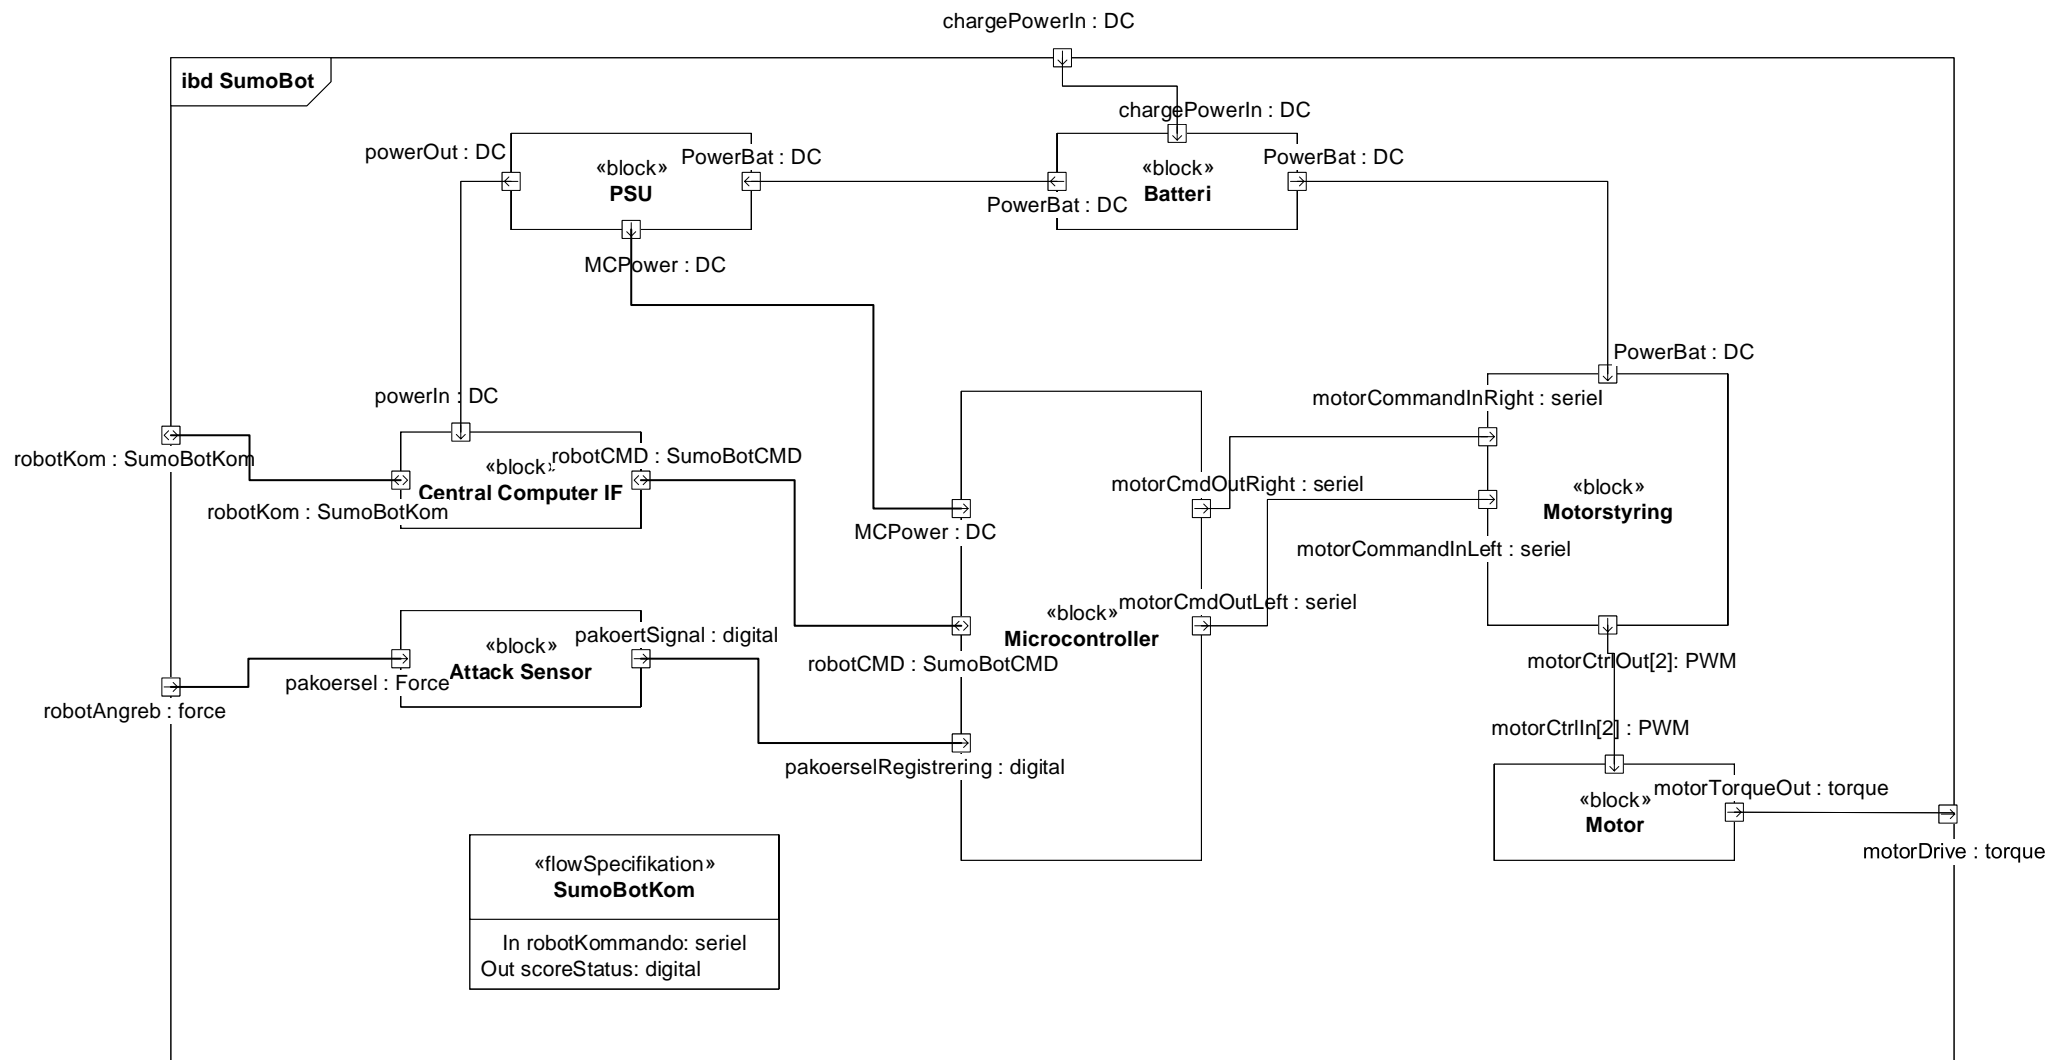 chargePowerIn : DC
ibd SumoBot
chargePowerIn : DC
powerOut : DC
«block»
PSU
PowerBat : DC
MCPower : DC
«block»
Batteri
PowerBat : DC
PowerBat : DC
PowerBat : DC
powerIn : DC
robotKom : SumoBotKom
«block»
Central Computer IF
robotCMD : SumoBotCMD
robotKom : SumoBotKom
motorCommandInRight : seriel
motorCmdOutRight : seriel
«block»
Motorstyring
MCPower : DC
motorCommandInLeft : seriel
«block»
Microcontroller
motorCmdOutLeft : seriel
«block»
Attack Sensor
pakoertSignal : digital
robotCMD : SumoBotCMD
pakoersel : Force
robotAngreb : force
motorCtrlOut[2]: PWM
motorCtrlIn[2] : PWM
pakoerselRegistrering : digital
«block»
Motor
motorTorqueOut : torque
motorDrive : torque
«flowSpecifikation»
SumoBotKom
In robotKommando: seriel
Out scoreStatus: digital